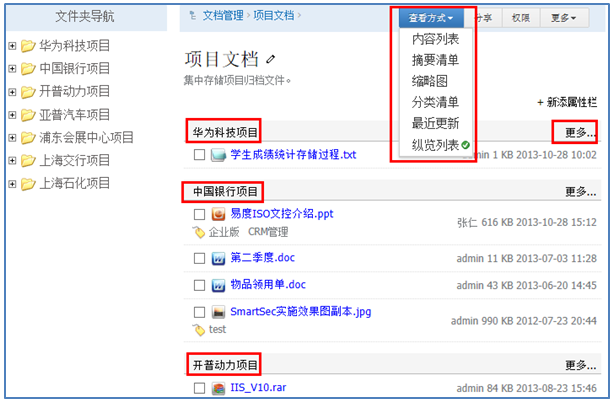 文件夹导航
华为科技项目
中国银行项目
开普动力项目
亚普汽车项目
浦东会展中心项目
上海交行项目
上海石化项目
文档管理 › 项目文档 ›
查看方式 分享 权限 更多
内容列表
摘要清单
缩略图
分类清单
最近更新
纵览列表
项目文档
集中存储项目归档文件。
+ 新添属性栏
华为科技项目 更多...
学生成绩统计存储过程.txt admin 1 KB 2013-10-28 10:02
中国银行项目 更多...
易度ISO文控介绍.ppt 张仁 616 KB 2013-10-28 15:12
企业版 CRM管理
第二季度.doc admin 11 KB 2013-07-03 11:28
物品领用单.doc admin 43 KB 2013-06-20 14:45
SmartSec实施效果图副本.jpg admin 990 KB 2012-07-23 20:44
test
开普动力项目 更多...
IIS_V10.rar admin 84 KB 2013-08-23 15:46